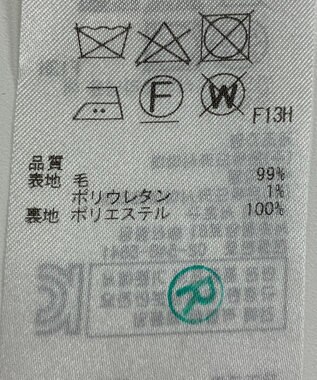 F W F13H
品質
表地 毛 99%
ポリウレタン 1%
裏地 ポリエステル 100%
R